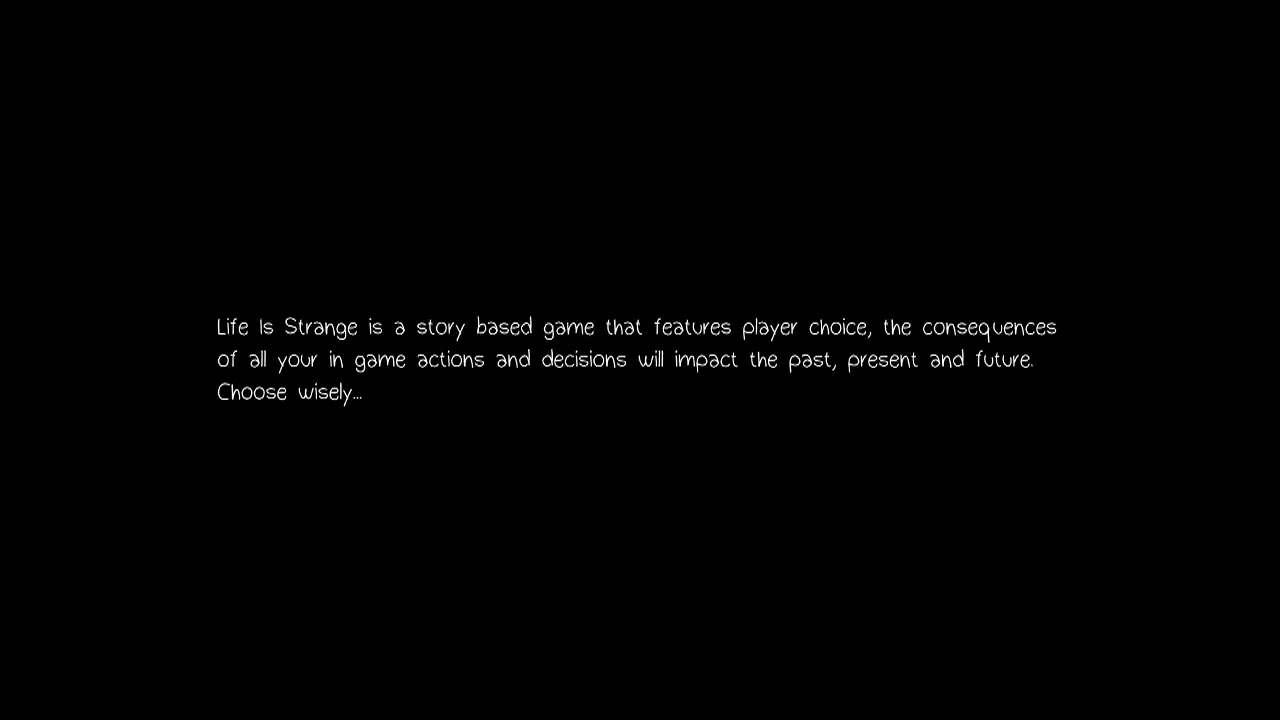 Life Is Strange is a story based game that features player choice, the consequences
of all your in game actions and decisions will impact the past, present and future.
Choose wisely...